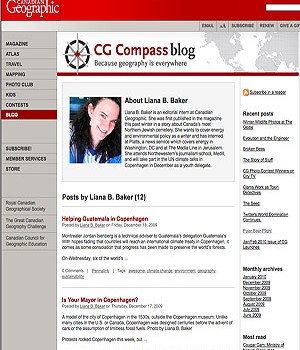 CANADIAN
Geographic
EMAIL
SUBSCRIBE
RSS
MAGAZINE
ATLAS
TRAVEL
MAPPING
PHOTO CLUB
KIDS
CONTESTS
BLOG
SUBSCRIBE!
MEMBER SERVICES
STORE
Royal Canadian
Geographical Society
The Great Canadian
Geography Challenge
Canadian Council for
Geographic Education
CG Compass blog
Because geography is everywhere
About Liana B. Baker
Liana B. Baker is an editorial intern at Canadian
Geographic. She was first published in the magazine
this past winter in a story about Canada's most
Northern Jewish cemetery. She wants to cover energy
and environmental policy as a writer and has interned
at Platts, a news service which covers energy in
Washington, DC and at The Media Line in Jerusalem.
She attends Northwestern's journalism school, Medill,
and will take part in the UN climate talks in
Copenhagen in December as a youth delegate.
Posts by Liana B. Baker (12)
Helping Guatemala in Copenhagen
Posted by Liana B. Baker on Friday, December 18, 2009
Montrealer Jordan Isenberg is a technical adviser to Guatemala's delegation Guatemala's
With hopes fading that countries will reach an international climate treaty in Copenhagen, it
comes as some consolation that progress has been made to preserve the world's forests.
On Wednesday, six of the world's...
0 Comments | Permalink | Tags: awesome, climate change, environment, geography,
sustainability
Is Your Mayor in Copenhagen?
Posted by Liana B. Baker on Thursday, December 17, 2009
A model of the city of Copenhagen in the 1530s, outside the Copenhagen museum. Unlike
many cities in the U.S. or Canada, Copenhagen was designed centuries before the advent of
cars or the assumption of limitless fossil fuels. Photo by Liana B. Baker
Protests rocked Copenhagen this week, but ...
Subscribe in a reader
Recent posts
Winter Wildlife Photos at The
Globe
Evolution and the Engineer
Broken Bees
The Story of Stuff
CG Photo Contest Winners on
City TV
Clams Work as Toxic
Detectives
The Seed
Twitter's World Domination
Continues.
Polar Bear Plight
Jan/Feb 2010 issue of CG
Launches
Monthly archives
January 2010
December 2009
November 2009
October 2009
September 2009
August 2009
July 2009
June 2009
Most read
Cougar Cam: Ministry of